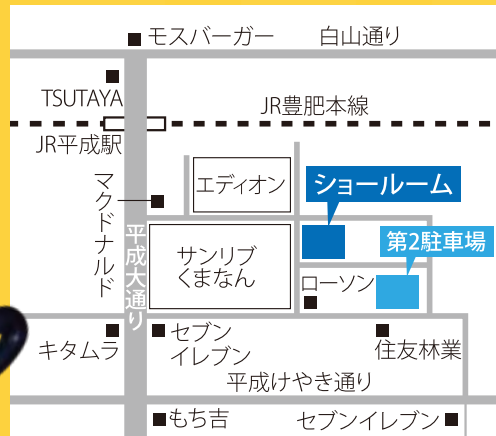 モスバーガー
白山通り
TSUTAYA
JR豊肥本線
JR平成駅
マクドナルド
エディオン
ショールーム
平成大通り
サンリブ
くまなん
第2駐車場
ローソン
キタムラ
セブン
イレブン
住友林業
平成けやき通り
もち吉
セブンイレブン